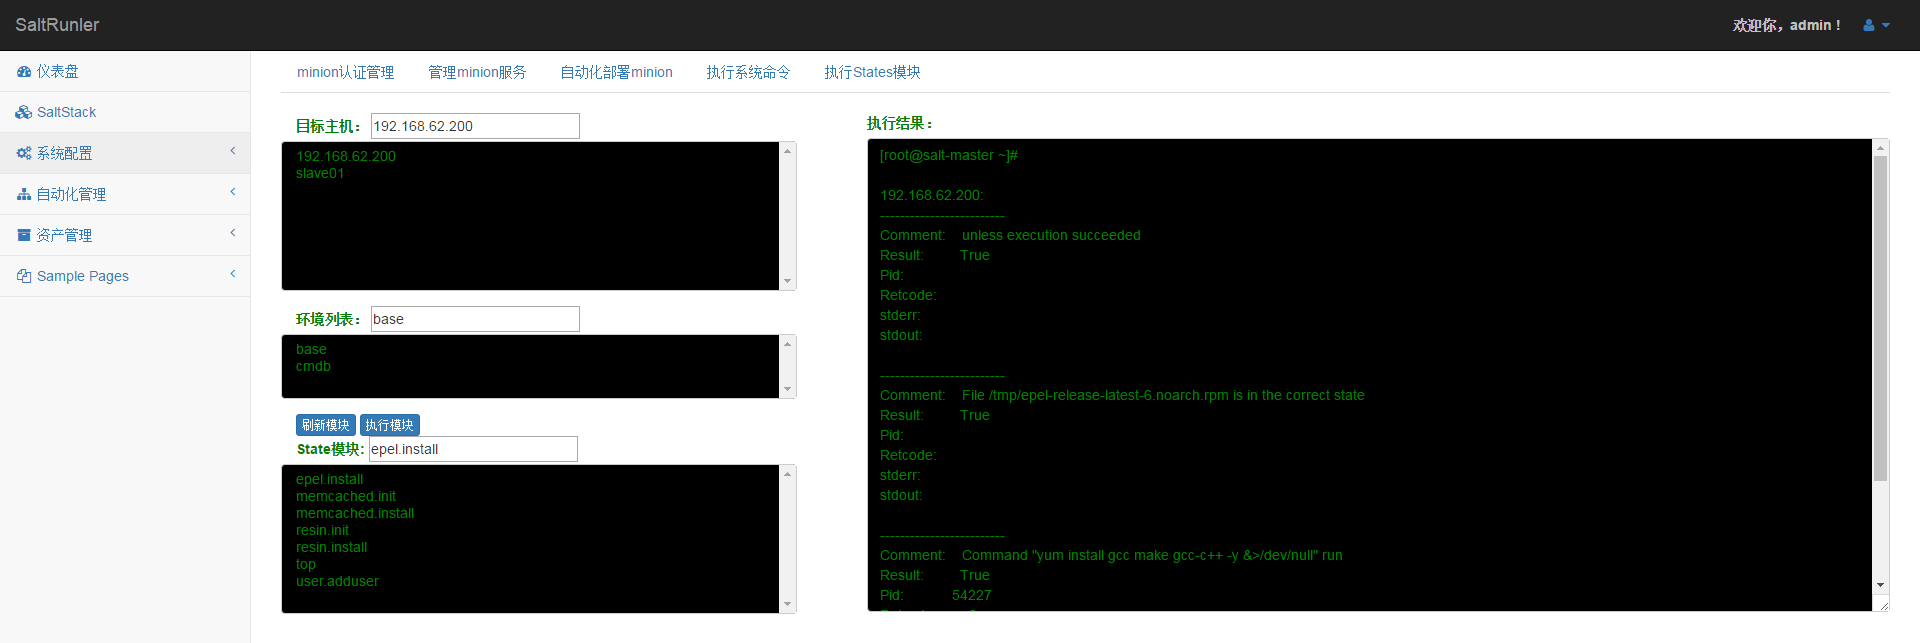 SaltRunler
欢迎你，admin！
仪表盘
SaltStack
系统配置
自动化管理
资产管理
Sample Pages
minion认证管理
管理minion服务
自动化部署minion
执行系统命令
执行States模块
目标主机： 192.168.62.200
192.168.62.200
slave01
环境列表： base
base
cmdb
刷新模块 执行模块
State模块: epel.install
epel.install
memcached.init
memcached.install
resin.init
resin.install
top
user.adduser
执行结果：
[root@salt-master ~]#
192.168.62.200:
-------------------------
Comment: unless execution succeeded
Result: True
Pid:
Retcode:
stderr:
stdout:
-------------------------
Comment: File /tmp/epel-release-latest-6.noarch.rpm is in the correct state
Result: True
Pid:
Retcode:
stderr:
stdout:
-------------------------
Comment: Command "yum install gcc make gcc-c++ -y &>/dev/null" run
Result: True
Pid: 54227